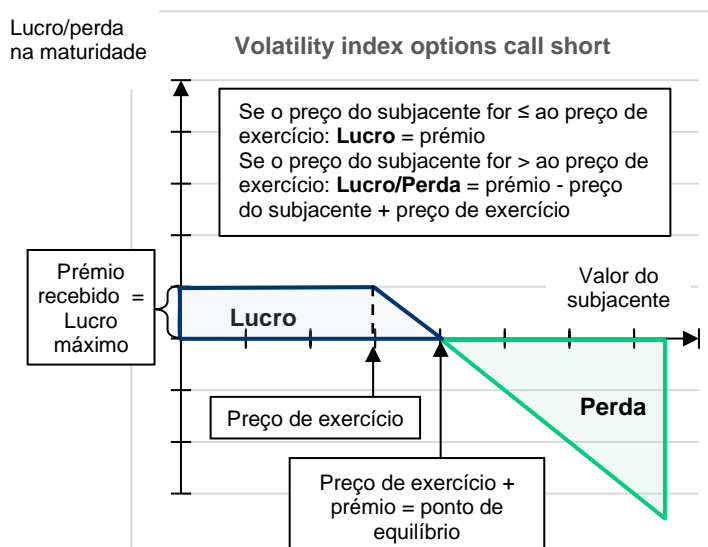 Lucro/perda
na maturidade
Volatility index options call short
Se o preço do subjacente for ≤ ao preço de
exercício: Lucro = prémio
Se o preço do subjacente for > ao preço de
exercício: Lucro/Perda = prémio - preço
do subjacente + preço de exercício
Prémio
recebido =
Lucro
máximo
Lucro
Valor do
subjacente
Preço de exercício
Perda
Preço de exercício +
prémio = ponto de
equilíbrio